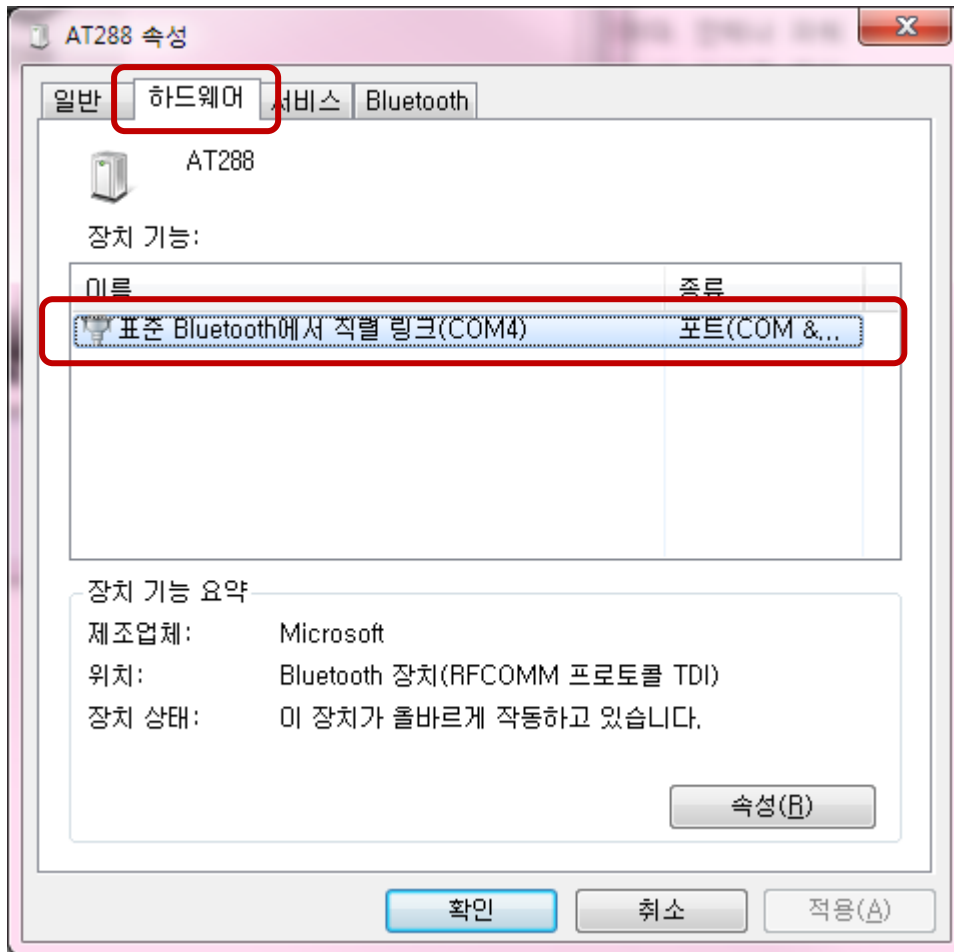 AT288 속성
일반 하드웨어 서비스 Bluetooth
AT288
장치 기능:
이름 종류
표준 Bluetooth에서 직렬 링크(COM4) 포트(COM &...
장치 기능 요약
제조업체: Microsoft
위치: Bluetooth 장치(RFCOMM 프로토콜 TDI)
장치 상태: 이 장치가 올바르게 작동하고 있습니다.
속성(R)
확인 취소 적용(A)